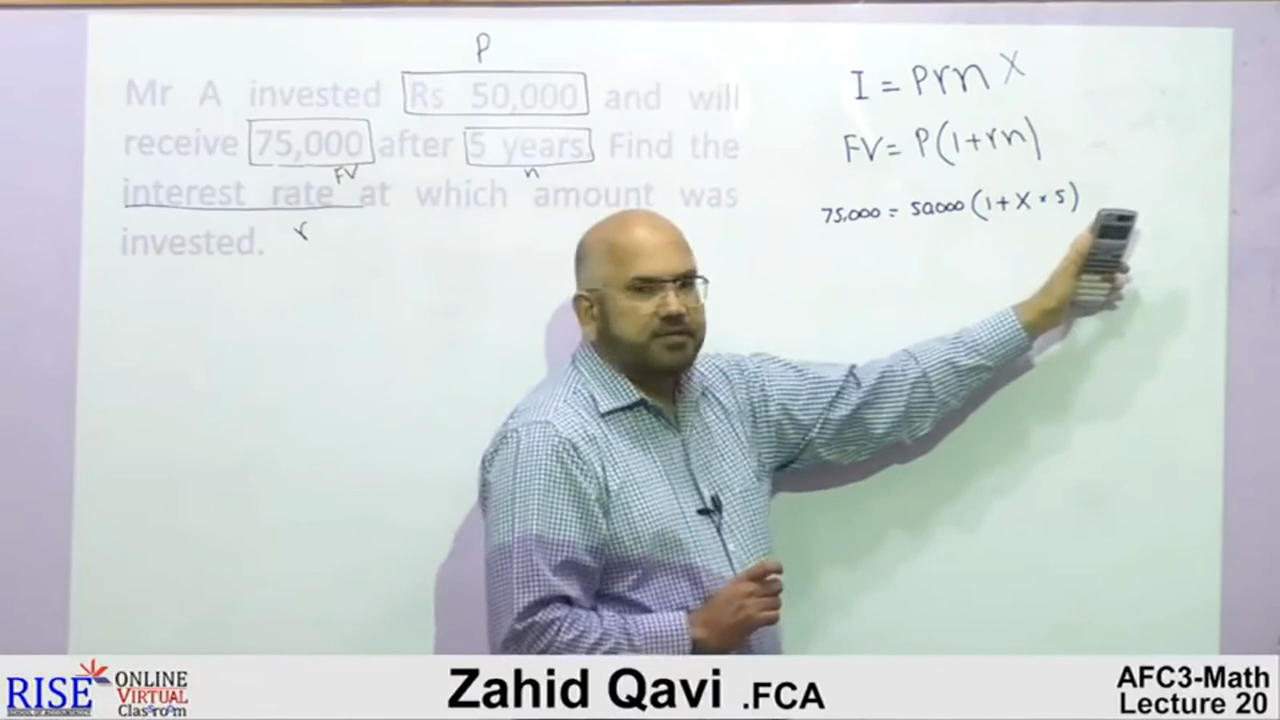 P
Mr A invested Rs 50,000 and will
receive 75,000 after 5 years. Find the
FV
n
interest rate at which amount was
r
invested.
I = Prn X
FV = P(1+rn)
75,000 = 50,000 (1+X×5)
RISE ONLINE
VIRTUAL
Classroom
Zahid Qavi .FCA
AFC3-Math
Lecture 20